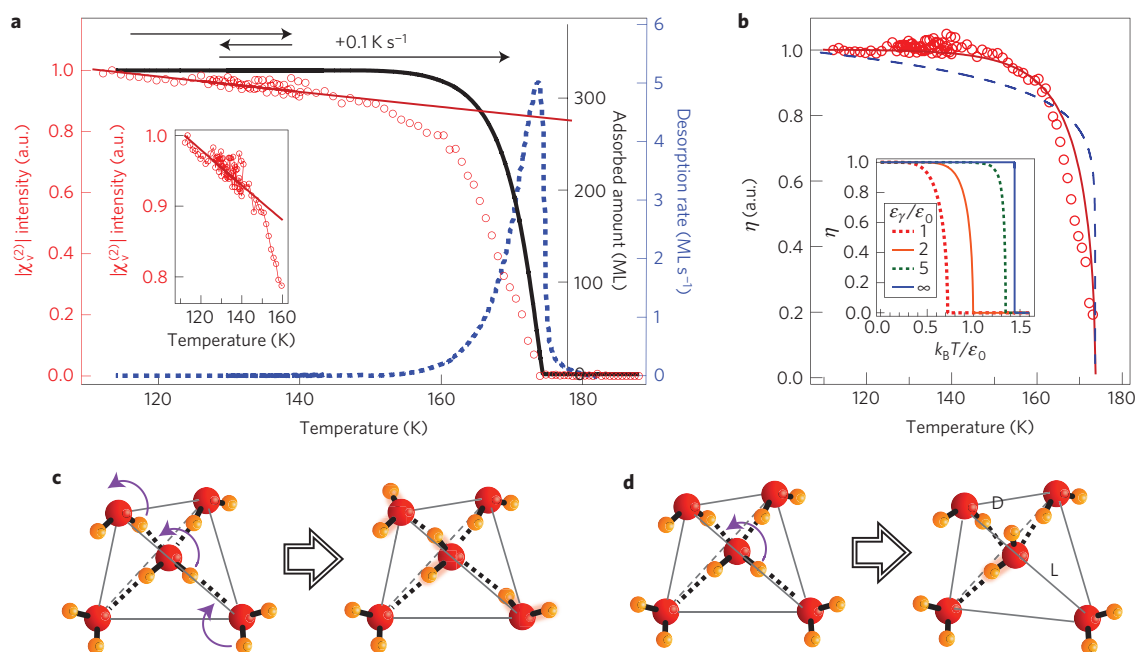 a
+0.1 K s⁻¹
|χᵥ⁽²⁾| intensity (a.u.)
1.0
0.8
0.6
0.4
0.2
0.0
120
140
160
180
Temperature (K)
|χᵥ⁽²⁾| intensity (a.u.)
1.0
0.9
0.8
120
140
160
Temperature (K)
Adsorbed amount (ML)
300
200
100
0
Desorption rate (ML s⁻¹)
6
5
4
3
2
1
0
b
η (a.u.)
1.0
0.8
0.6
0.4
0.2
0.0
120
140
160
180
Temperature (K)
η
1.0
0.8
0.6
0.4
0.2
0.0
0.0
0.5
1.0
1.5
k_BT/ε₀
ε_γ/ε₀
1
2
5
∞
c
d
D
L